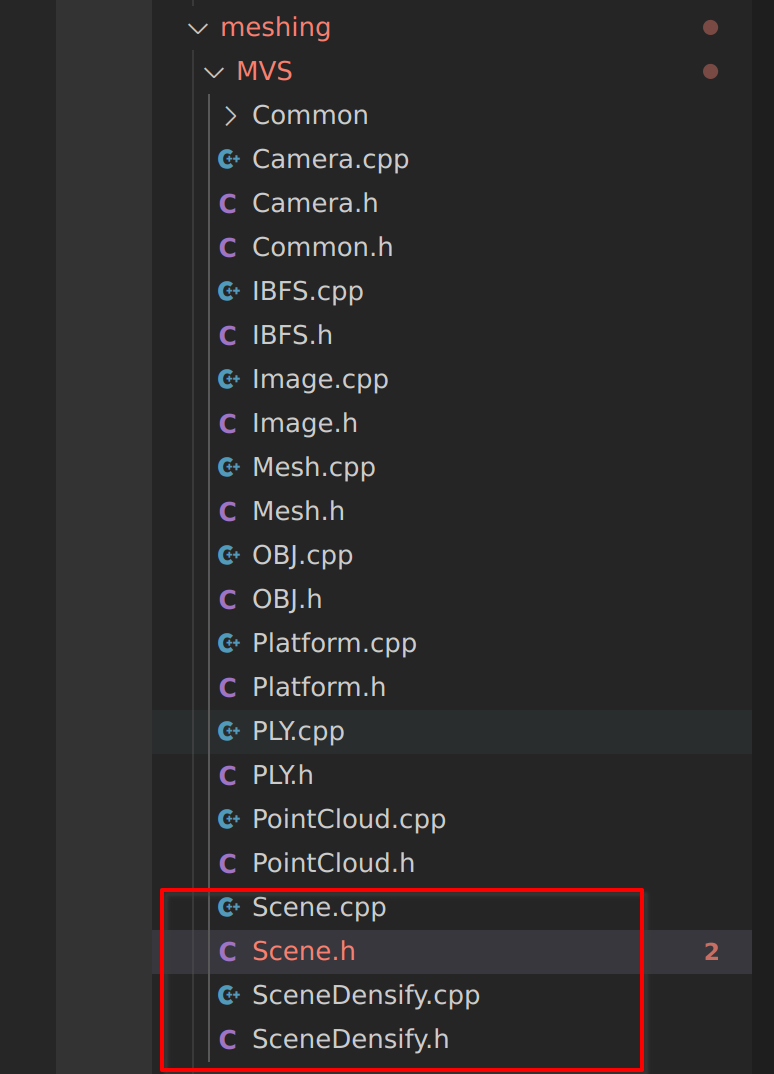 meshing
MVS
Common
C++ Camera.cpp
C Camera.h
C Common.h
C++ IBFS.cpp
C IBFS.h
C++ Image.cpp
C Image.h
C++ Mesh.cpp
C Mesh.h
C++ OBJ.cpp
C OBJ.h
C++ Platform.cpp
C Platform.h
C++ PLY.cpp
C PLY.h
C++ PointCloud.cpp
C PointCloud.h
C++ Scene.cpp
C Scene.h 2
C++ SceneDensify.cpp
C SceneDensify.h